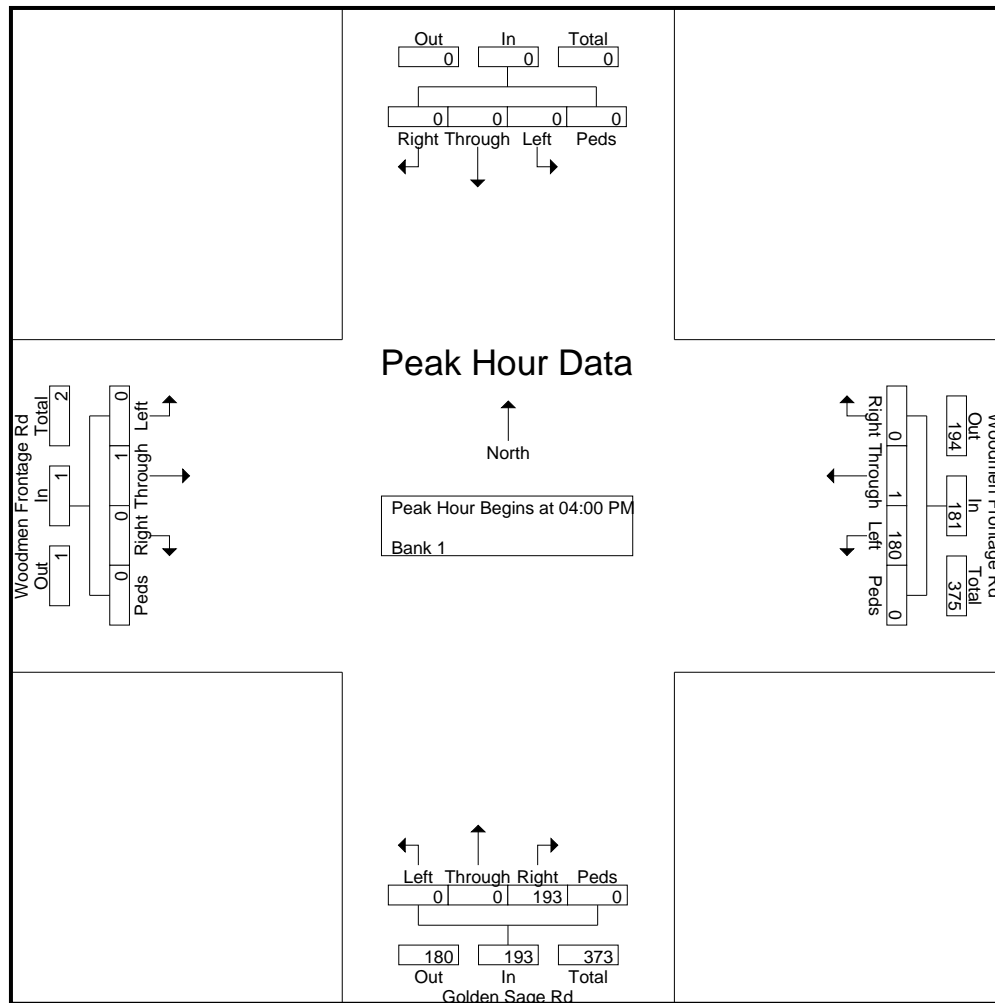 Out In Total
0 0 0
0 0 0 0
Right Through Left Peds
Peak Hour Data
North
Peak Hour Begins at 04:00 PM
Bank 1
Woodmen Frontage Rd
Out In Total
1 1 2
0 1 0 0
Left Through Right Peds
Right Through Left Peds
0 1 180 0
194 181 375
Out In Total
Woodmen Frontage Rd
Left Through Right Peds
0 0 193 0
180 193 373
Out In Total
Golden Sage Rd